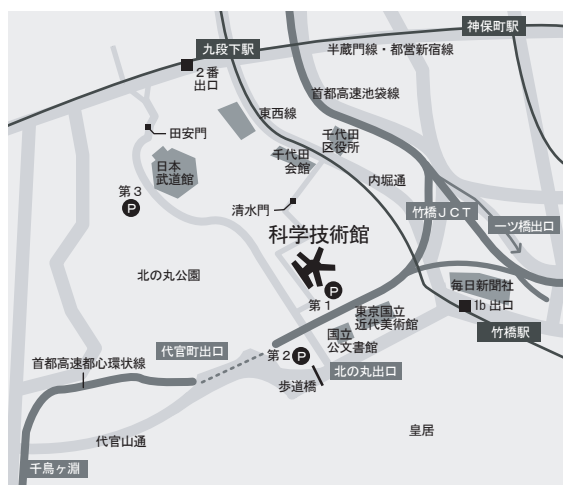 神保町駅
九段下駅
半蔵門線・都営新宿線
2番
出口
首都高速池袋線
東西線
田安門
千代田
区役所
千代田
会館
日本
武道館
内堀通
第3
P
清水門
竹橋JCT
一ツ橋出口
科学技術館
北の丸公園
P
第1
毎日新聞社
1b 出口
東京国立
近代美術館
竹橋駅
国立
公文書館
代官町出口
第2 P
首都高速都心環状線
北の丸出口
歩道橋
皇居
代官山通
千鳥ヶ淵